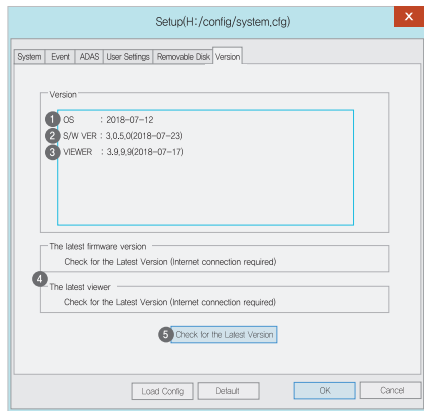 Setup(H:/config/system,cfg)
X
System Event ADAS User Settings Removable Disk Version
Version
1 OS : 2018-07-12
2 S/W VER : 3,0.5,0(2018-07-23)
3 VIEWER : 3.9,9,9(2018-07-17)
The latest firmware version
Check for the Latest Version (Internet connection required)
4
The latest viewer
Check for the Latest Version (Internet connection required)
5 Check for the Latest Version
Load Config Default OK Cancel